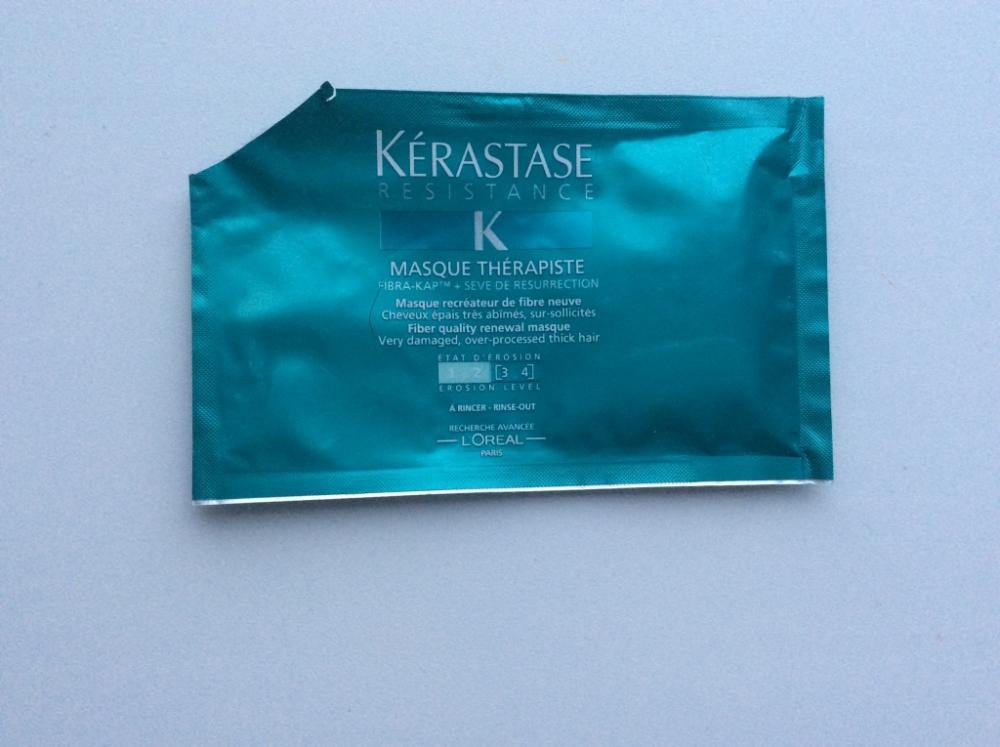 KÉRASTASE
RESISTANCE
K
MASQUE THÉRAPISTE
FIBRA-KAP™ + SEVE DE RESURRECTION
Masque recréateur de fibre neuve
Cheveux épais très abîmés, sur-sollicités
Fiber quality renewal masque
Very damaged, over-processed thick hair
ÉTAT D'ÉROSION
1 2 [3 4]
EROSION LEVEL
À RINCER - RINSE-OUT
RECHERCHE AVANCÉE
L'ORÉAL
PARIS